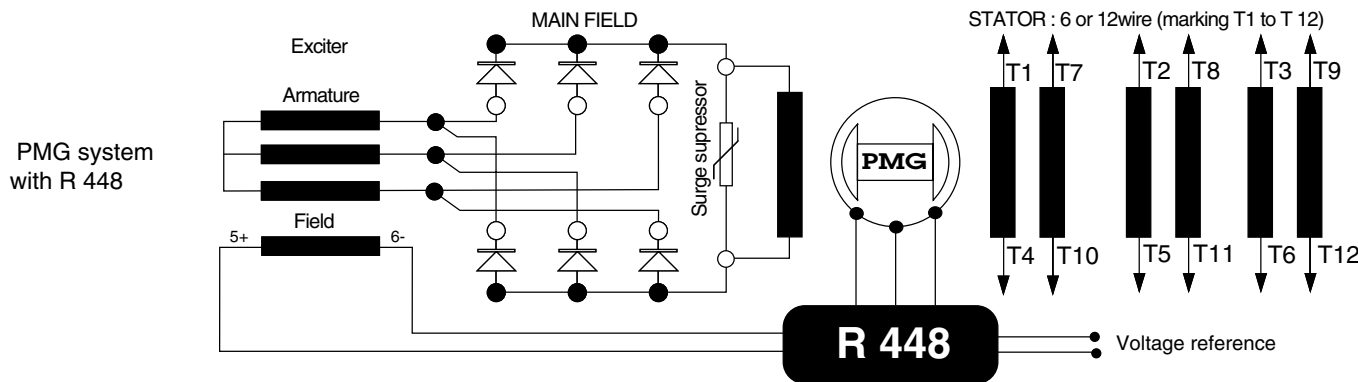 MAIN FIELD
STATOR : 6 or 12wire (marking T1 to T 12)
Exciter
Armature
PMG system
with R 448
Field
5+
6-
Surge supressor
PMG
T1
T7
T2
T8
T3
T9
T4
T10
T5
T11
T6
T12
R 448
Voltage reference